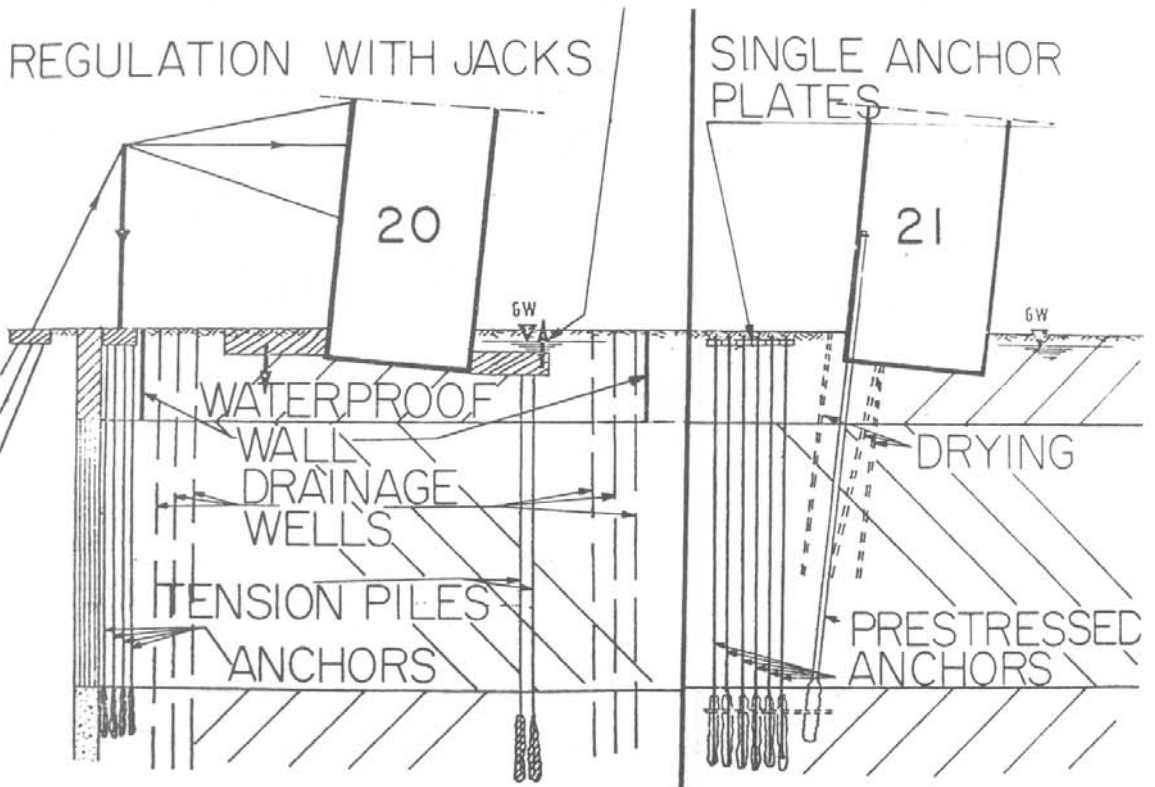 REGULATION WITH JACKS
20
GW
WATERPROOF
WALL
DRAINAGE
WELLS
TENSION PILES
ANCHORS
SINGLE ANCHOR
PLATES
21
GW
DRYING
PRESTRESSED
ANCHORS